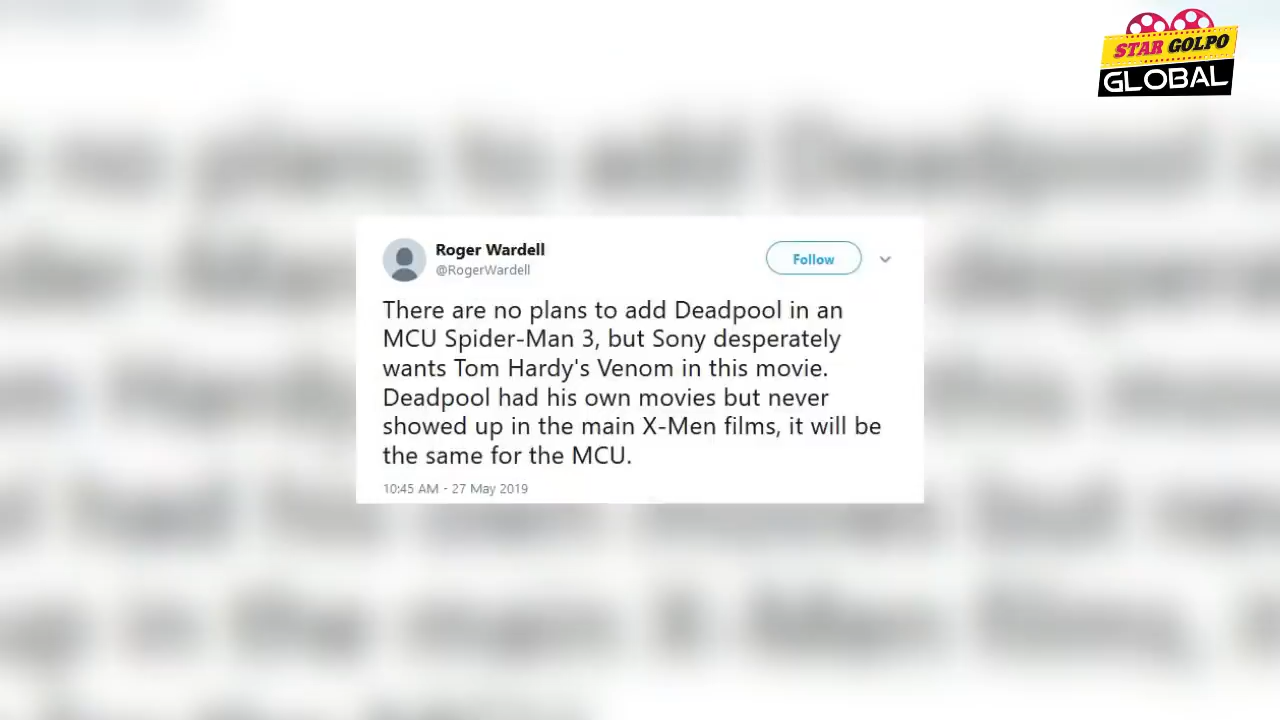 STAR GOLPO
GLOBAL
Roger Wardell
@RogerWardell
Follow
There are no plans to add Deadpool in an
MCU Spider-Man 3, but Sony desperately
wants Tom Hardy's Venom in this movie.
Deadpool had his own movies but never
showed up in the main X-Men films, it will be
the same for the MCU.
10:45 AM - 27 May 2019